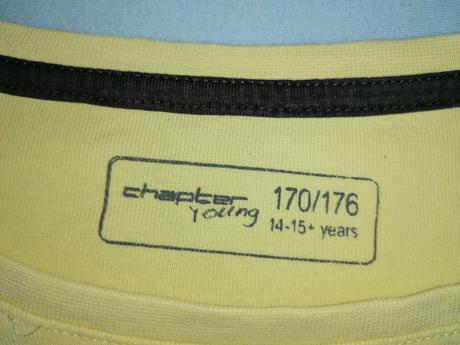 chapter 170/176
young 14-15+ years